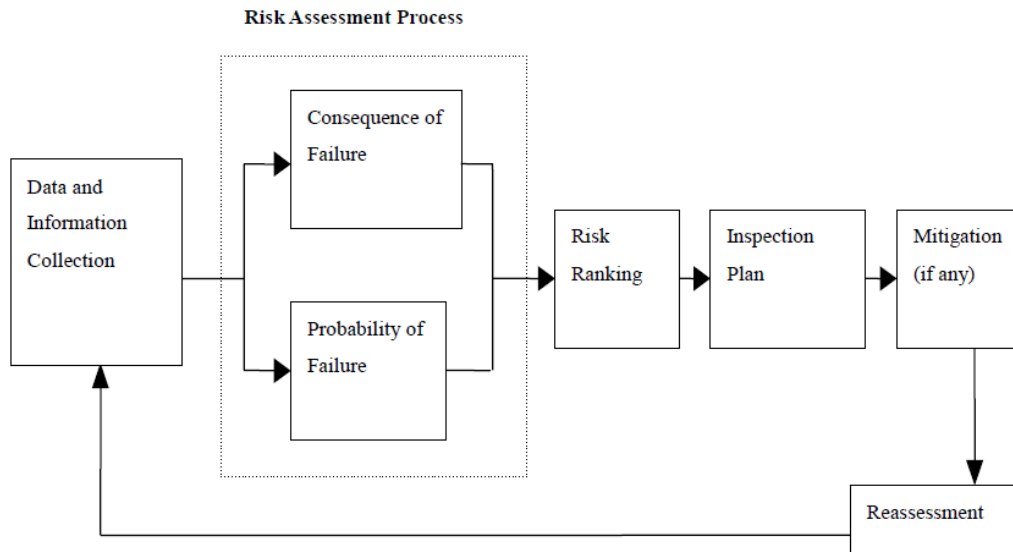 Risk Assessment Process
Consequence of
Failure
Data and
Information
Collection
Probability of
Failure
Risk
Ranking
Inspection
Plan
Mitigation
(if any)
Reassessment